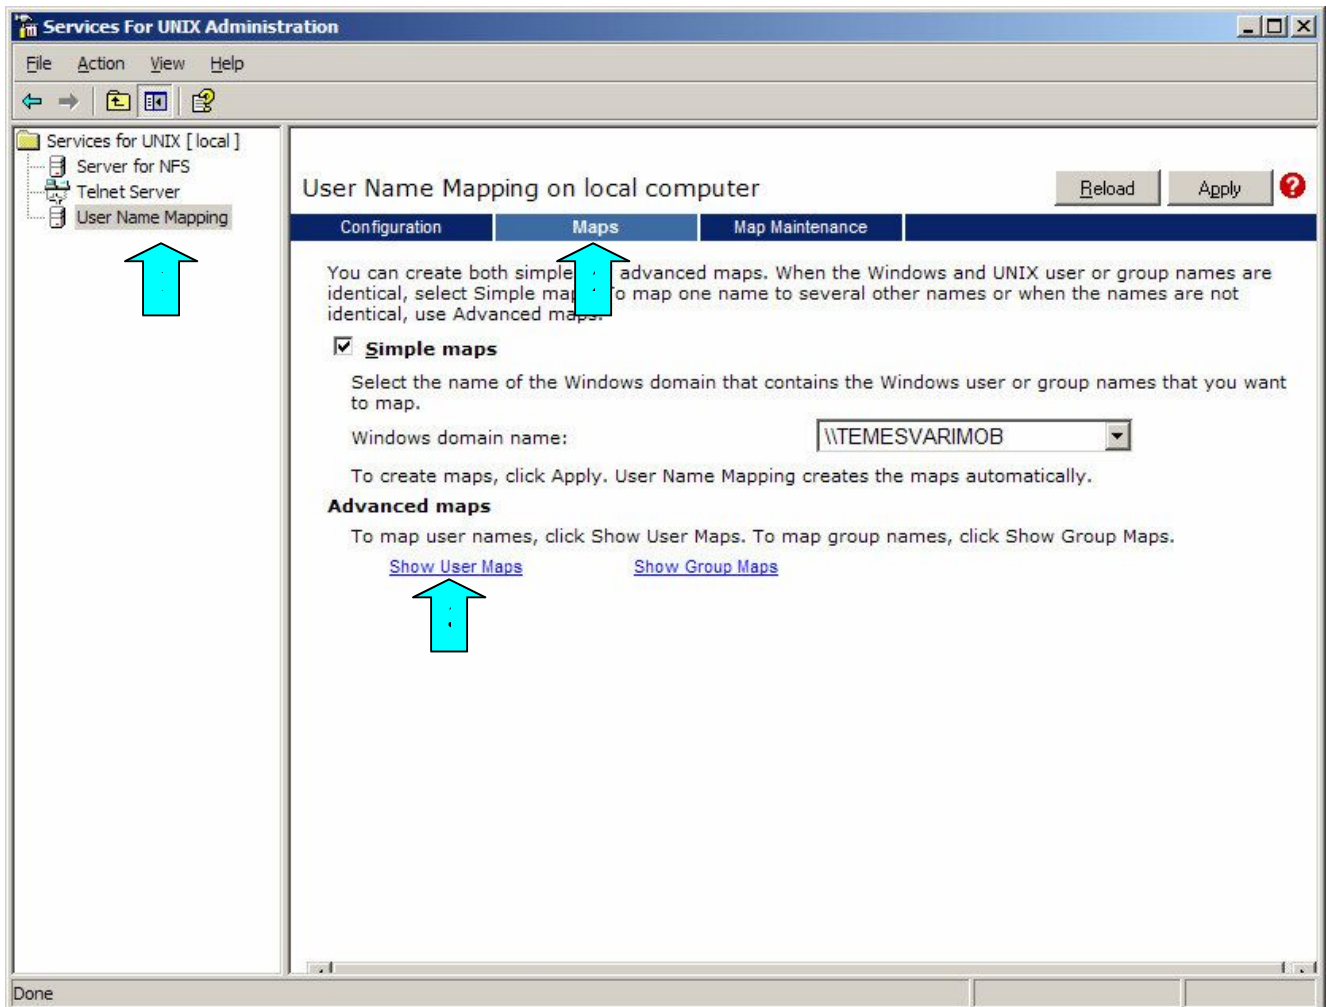 Services For UNIX Administration
File Action View Help
Services for UNIX [ local ]
Server for NFS
Telnet Server
User Name Mapping
User Name Mapping on local computer
Reload Apply ?
Configuration Maps Map Maintenance
You can create both simple advanced maps. When the Windows and UNIX user or group names are
identical, select Simple map To map one name to several other names or when the names are not
identical, use Advanced maps.
Simple maps
Select the name of the Windows domain that contains the Windows user or group names that you want
to map.
Windows domain name: \\TEMESVARIMOB
To create maps, click Apply. User Name Mapping creates the maps automatically.
Advanced maps
To map user names, click Show User Maps. To map group names, click Show Group Maps.
Show User Maps Show Group Maps
Done